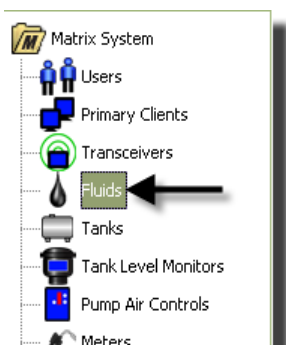 Matrix System
Users
Primary Clients
Transceivers
Fluids
Tanks
Tank Level Monitors
Pump Air Controls
Meters